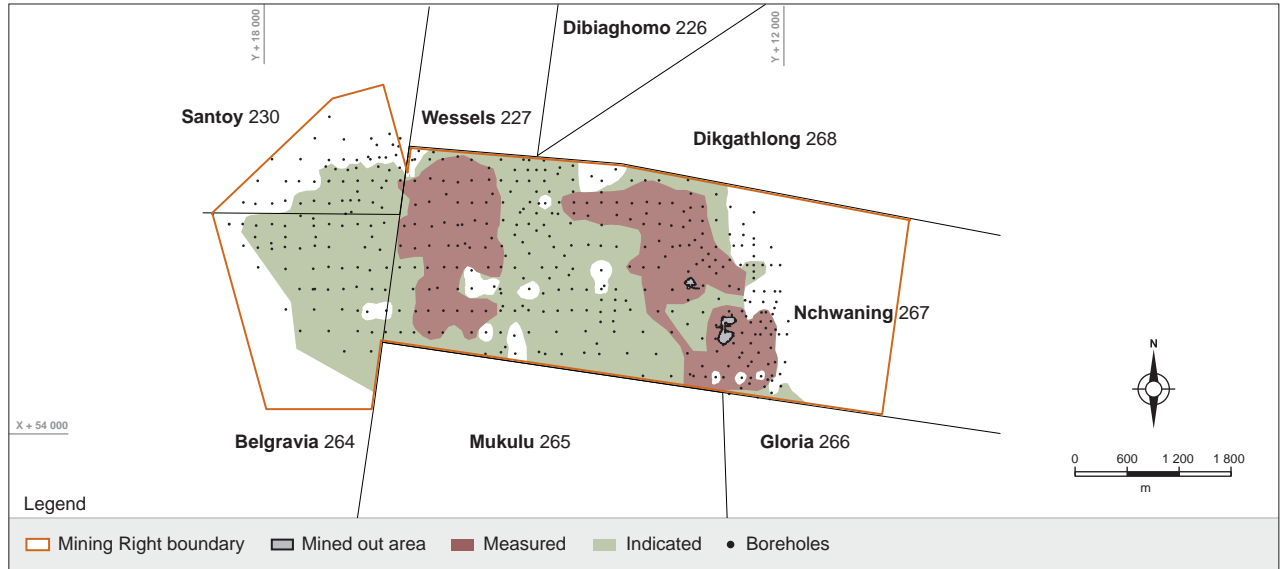 Y + 18 000
Y + 12 000
Dibiaghomo 226
Santoy 230
Wessels 227
Dikgathlong 268
Nchwaning 267
N
X + 54 000
Belgravia 264
Mukulu 265
Gloria 266
0 600 1 200 1 800
m
Legend
Mining Right boundary Mined out area Measured Indicated Boreholes